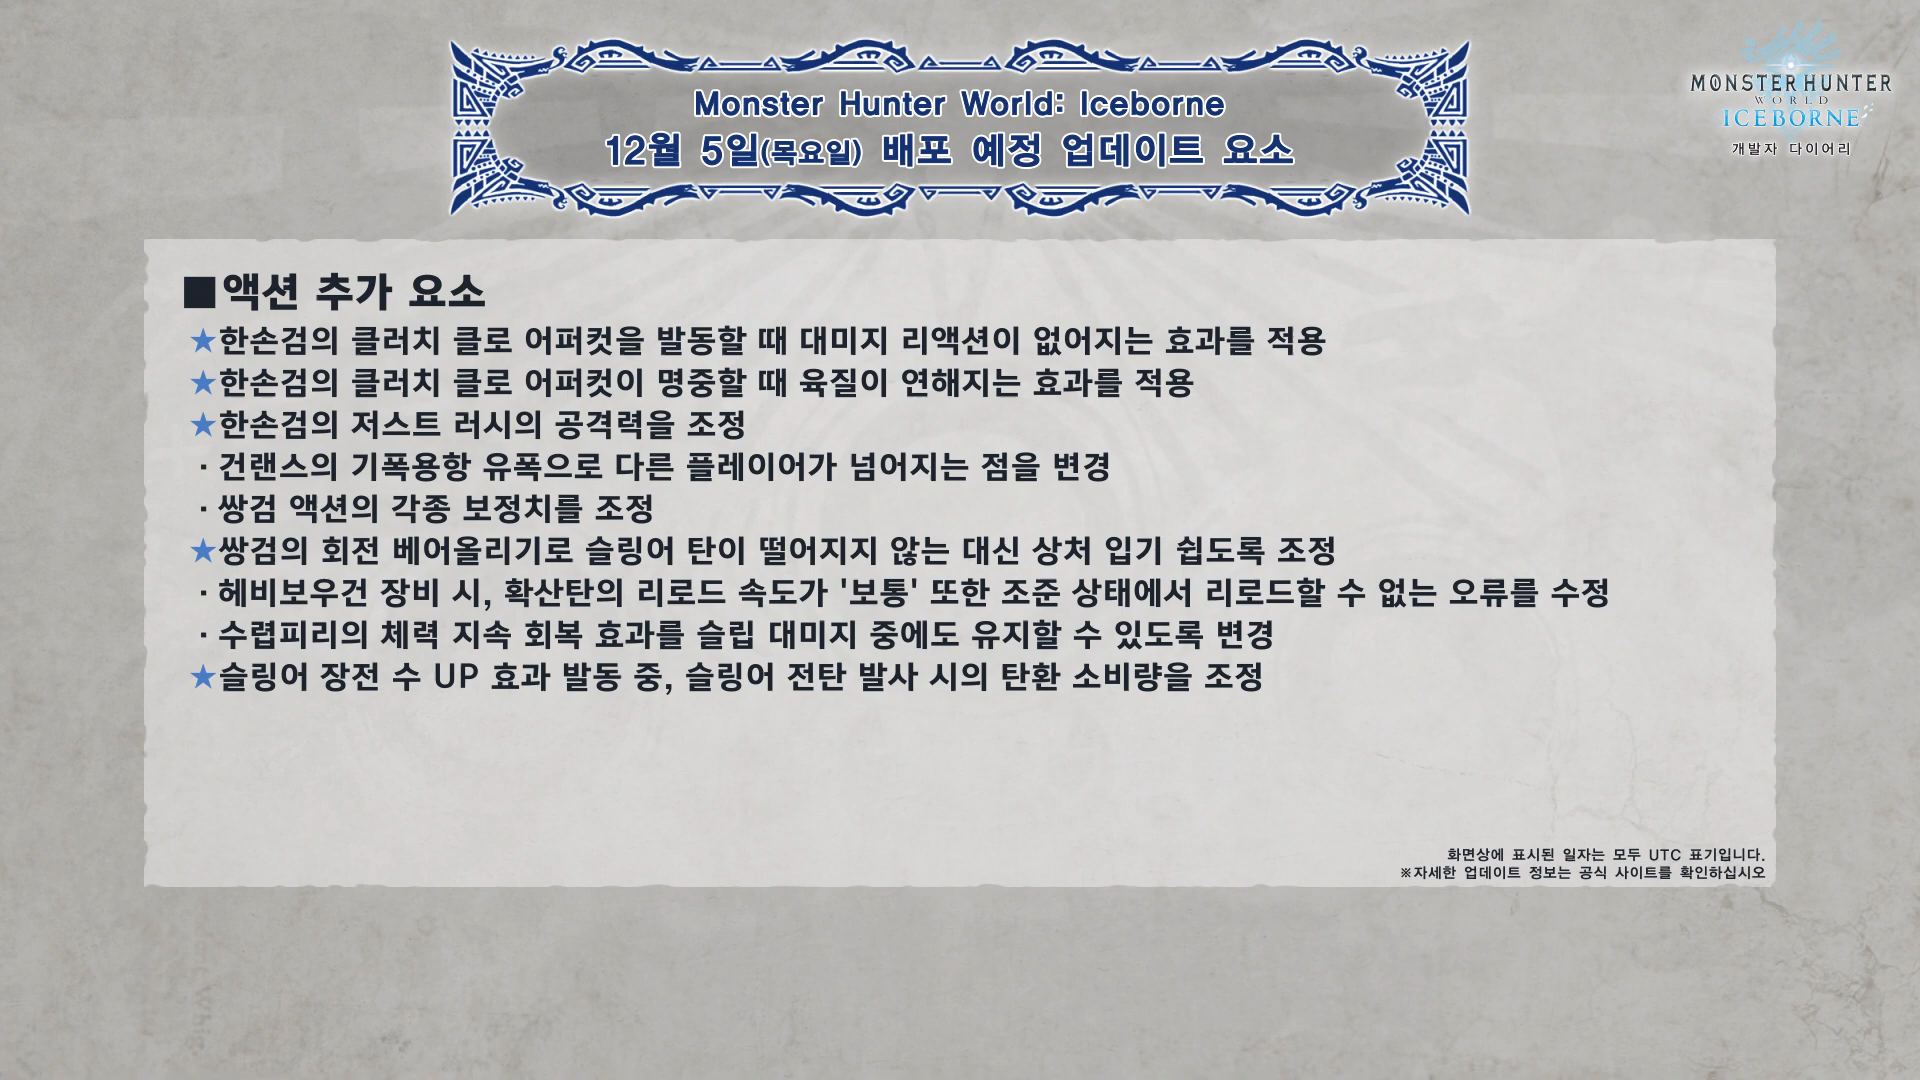 Monster Hunter World: Iceborne
12월 5일(목요일) 배포 예정 업데이트 요소
MONSTER HUNTER
WORLD
ICEBORNE
개발자 다이어리
■액션 추가 요소
★한손검의 클러치 클로 어퍼컷을 발동할 때 대미지 리액션이 없어지는 효과를 적용
★한손검의 클러치 클로 어퍼컷이 명중할 때 육질이 연해지는 효과를 적용
★한손검의 저스트 러시의 공격력을 조정
· 건랜스의 기폭용항 유폭으로 다른 플레이어가 넘어지는 점을 변경
· 쌍검 액션의 각종 보정치를 조정
★쌍검의 회전 베어올리기로 슬링어 탄이 떨어지지 않는 대신 상처 입기 쉽도록 조정
· 헤비보우건 장비 시, 확산탄의 리로드 속도가 '보통' 또한 조준 상태에서 리로드할 수 없는 오류를 수정
· 수렵피리의 체력 지속 회복 효과를 슬립 대미지 중에도 유지할 수 있도록 변경
★슬링어 장전 수 UP 효과 발동 중, 슬링어 전탄 발사 시의 탄환 소비량을 조정
화면상에 표시된 일자는 모두 UTC 표기입니다.
※자세한 업데이트 정보는 공식 사이트를 확인하십시오